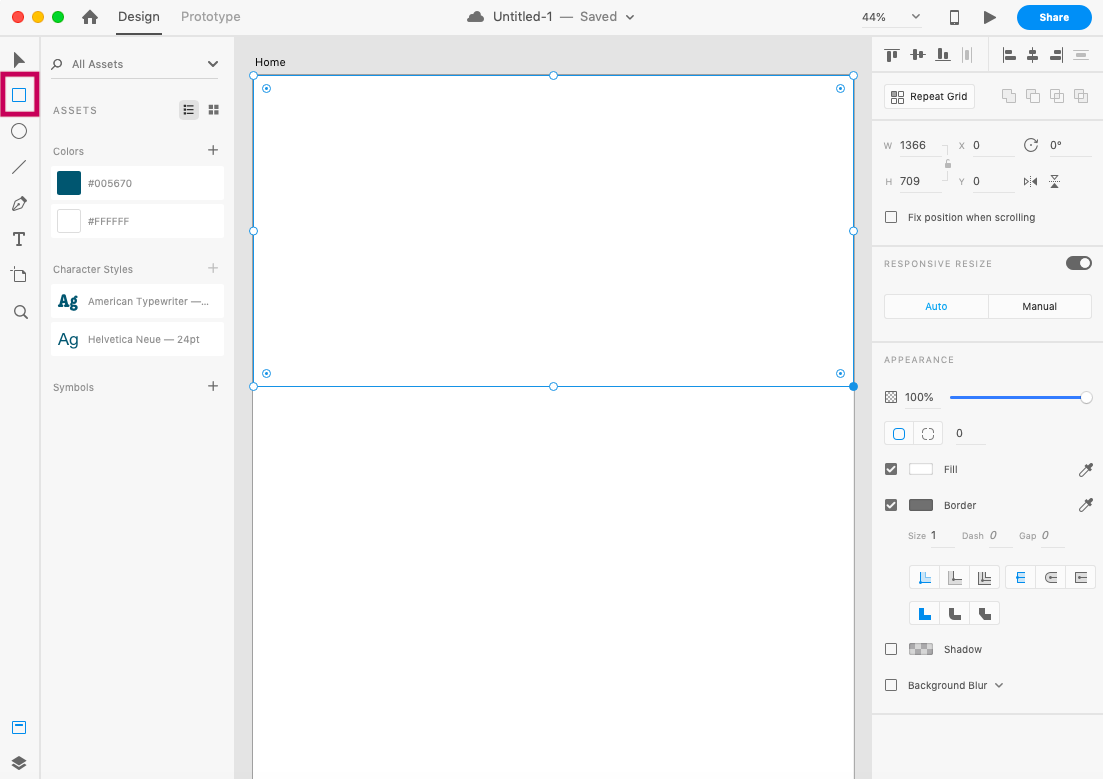 Design
Prototype
Untitled-1 — Saved
44%
Share
All Assets
ASSETS
Colors
#005670
#FFFFFF
Character Styles
Ag American Typewriter —...
Ag Helvetica Neue — 24pt
Symbols
T
Home
Repeat Grid
W 1366 X 0 0°
H 709 Y 0
Fix position when scrolling
RESPONSIVE RESIZE
Auto Manual
APPEARANCE
100%
0
Fill
Border
Size 1 Dash 0 Gap 0
Shadow
Background Blur